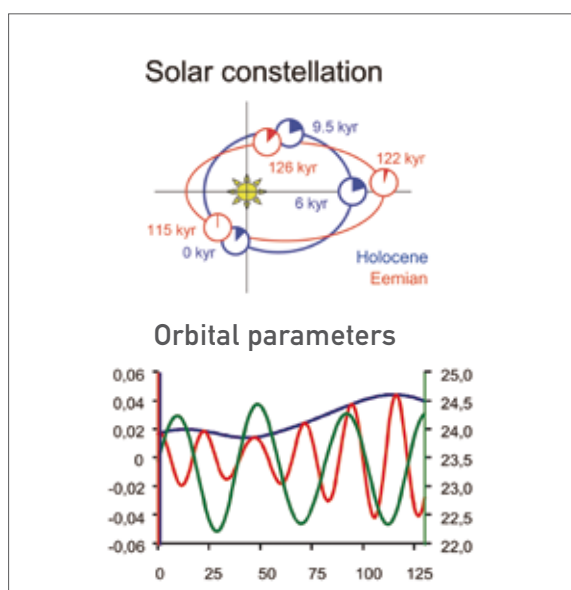 Solar constellation
9.5 kyr
126 kyr
122 kyr
6 kyr
115 kyr
0 kyr
Holocene
Eemian
Orbital parameters
0,06 25,0
0,04 24,5
0,02 24,0
0 23,5
-0,02 23,0
-0,04 22,5
-0,06 22,0
0 25 50 75 100 125